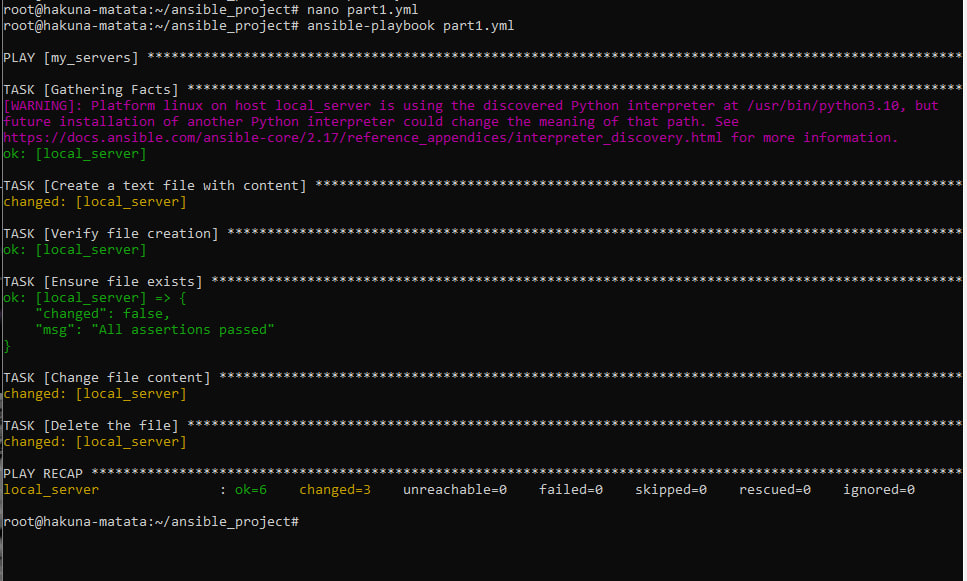 root@hakuna-matata:~/ansible_project# nano part1.yml
root@hakuna-matata:~/ansible_project# ansible-playbook part1.yml
PLAY [my_servers] ******************************************************************************************************
TASK [Gathering Facts] *************************************************************************************************
[WARNING]: Platform linux on host local_server is using the discovered Python interpreter at /usr/bin/python3.10, but
future installation of another Python interpreter could change the meaning of that path. See
https://docs.ansible.com/ansible-core/2.17/reference_appendices/interpreter_discovery.html for more information.
ok: [local_server]
TASK [Create a text file with content] *********************************************************************************
changed: [local_server]
TASK [Verify file creation] ********************************************************************************************
ok: [local_server]
TASK [Ensure file exists] **********************************************************************************************
ok: [local_server] => {
    "changed": false,
    "msg": "All assertions passed"
}
TASK [Change file content] *********************************************************************************************
changed: [local_server]
TASK [Delete the file] *************************************************************************************************
changed: [local_server]
PLAY RECAP *************************************************************************************************************
local_server               : ok=6    changed=3    unreachable=0    failed=0    skipped=0    rescued=0    ignored=0
root@hakuna-matata:~/ansible_project#